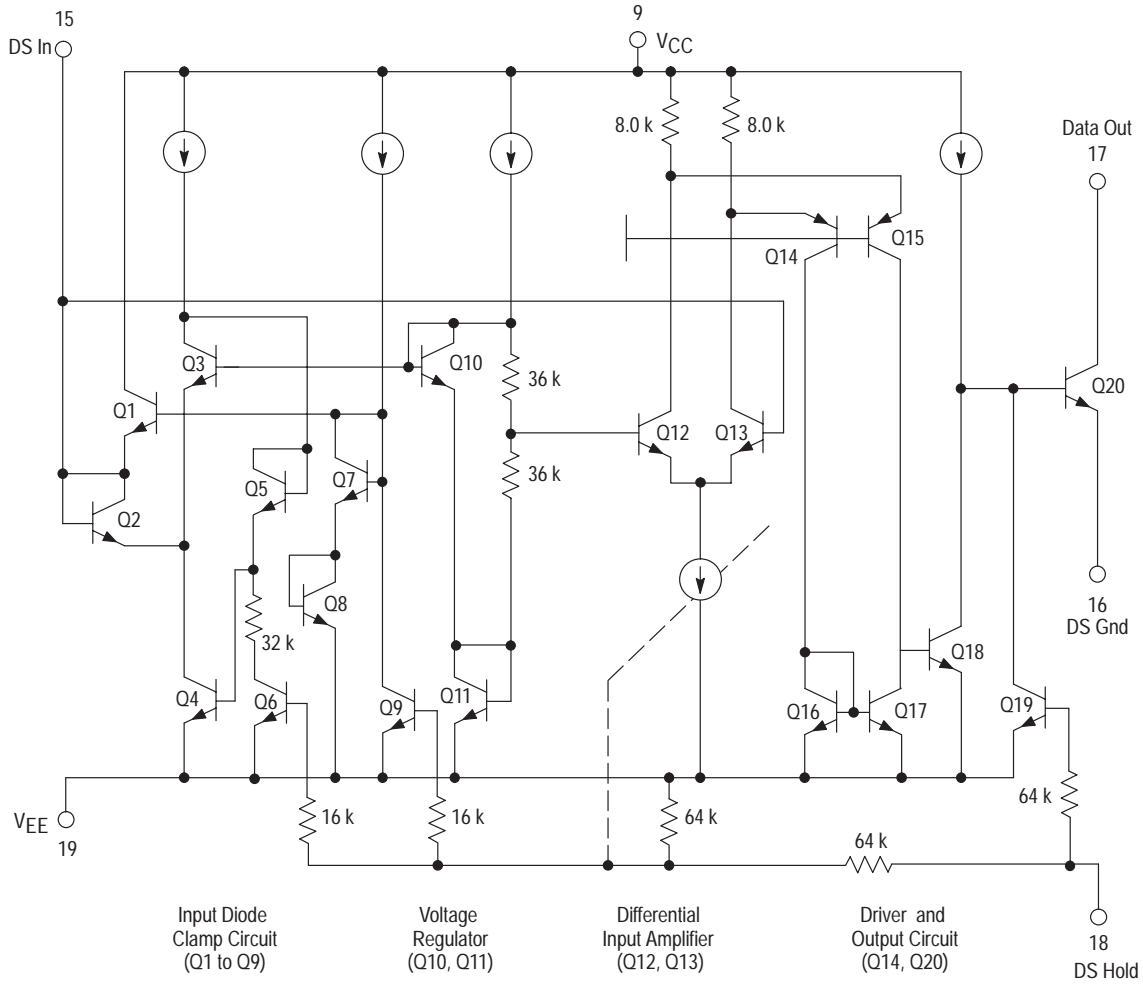 15
DS In
9
VCC
8.0 k
8.0 k
Data Out
17
Q15
Q14
Q3
Q10
36 k
Q20
Q1
Q12
Q13
Q5
Q7
36 k
Q2
Q8
16
DS Gnd
32 k
Q18
Q4
Q6
Q9
Q11
Q16
Q17
Q19
VEE
19
16 k
16 k
64 k
64 k
64 k
Input Diode
Clamp Circuit
(Q1 to Q9)
Voltage
Regulator
(Q10, Q11)
Differential
Input Amplifier
(Q12, Q13)
Driver and
Output Circuit
(Q14, Q20)
18
DS Hold